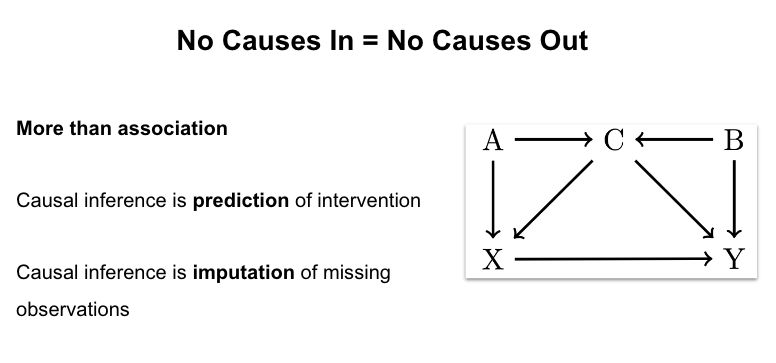 No Causes In = No Causes Out
More than association
Causal inference is prediction of intervention
Causal inference is imputation of missing
observations
A C B
X Y